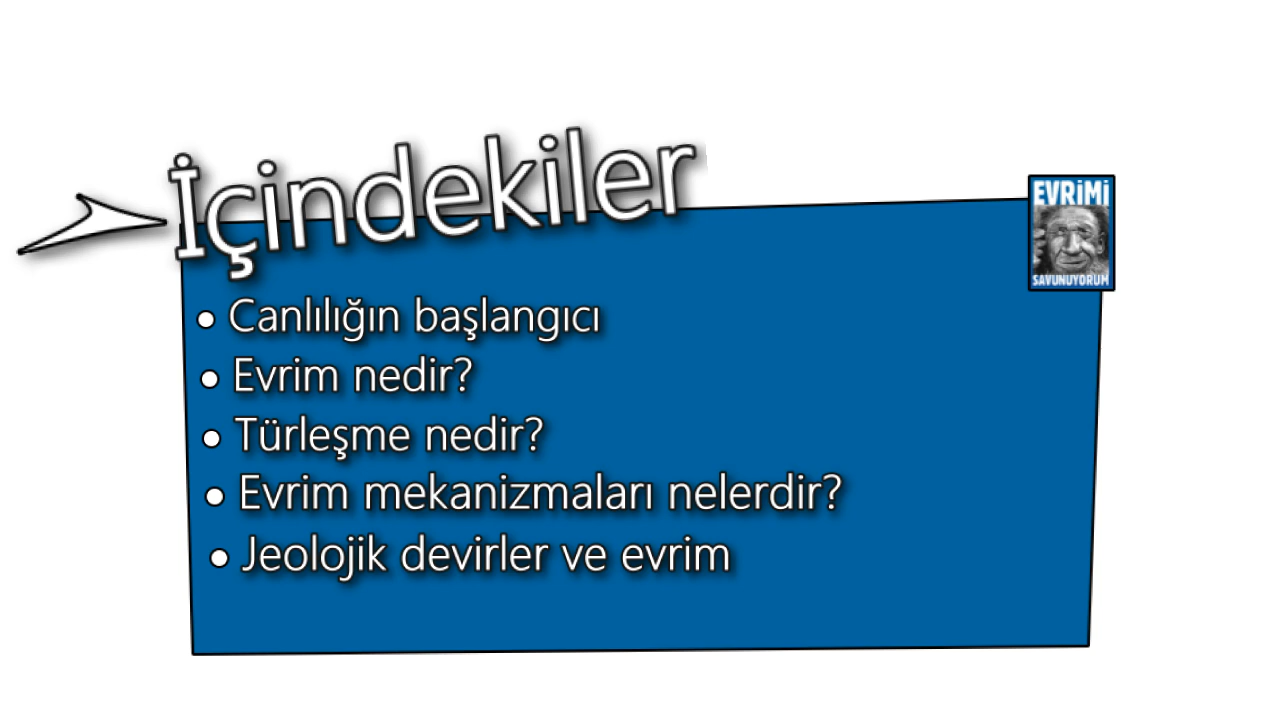 İçindekiler
EVRİMİ
SAVUNUYORUM
• Canlılığın başlangıcı
• Evrim nedir?
• Türleşme nedir?
• Evrim mekanizmaları nelerdir?
• Jeolojik devirler ve evrim